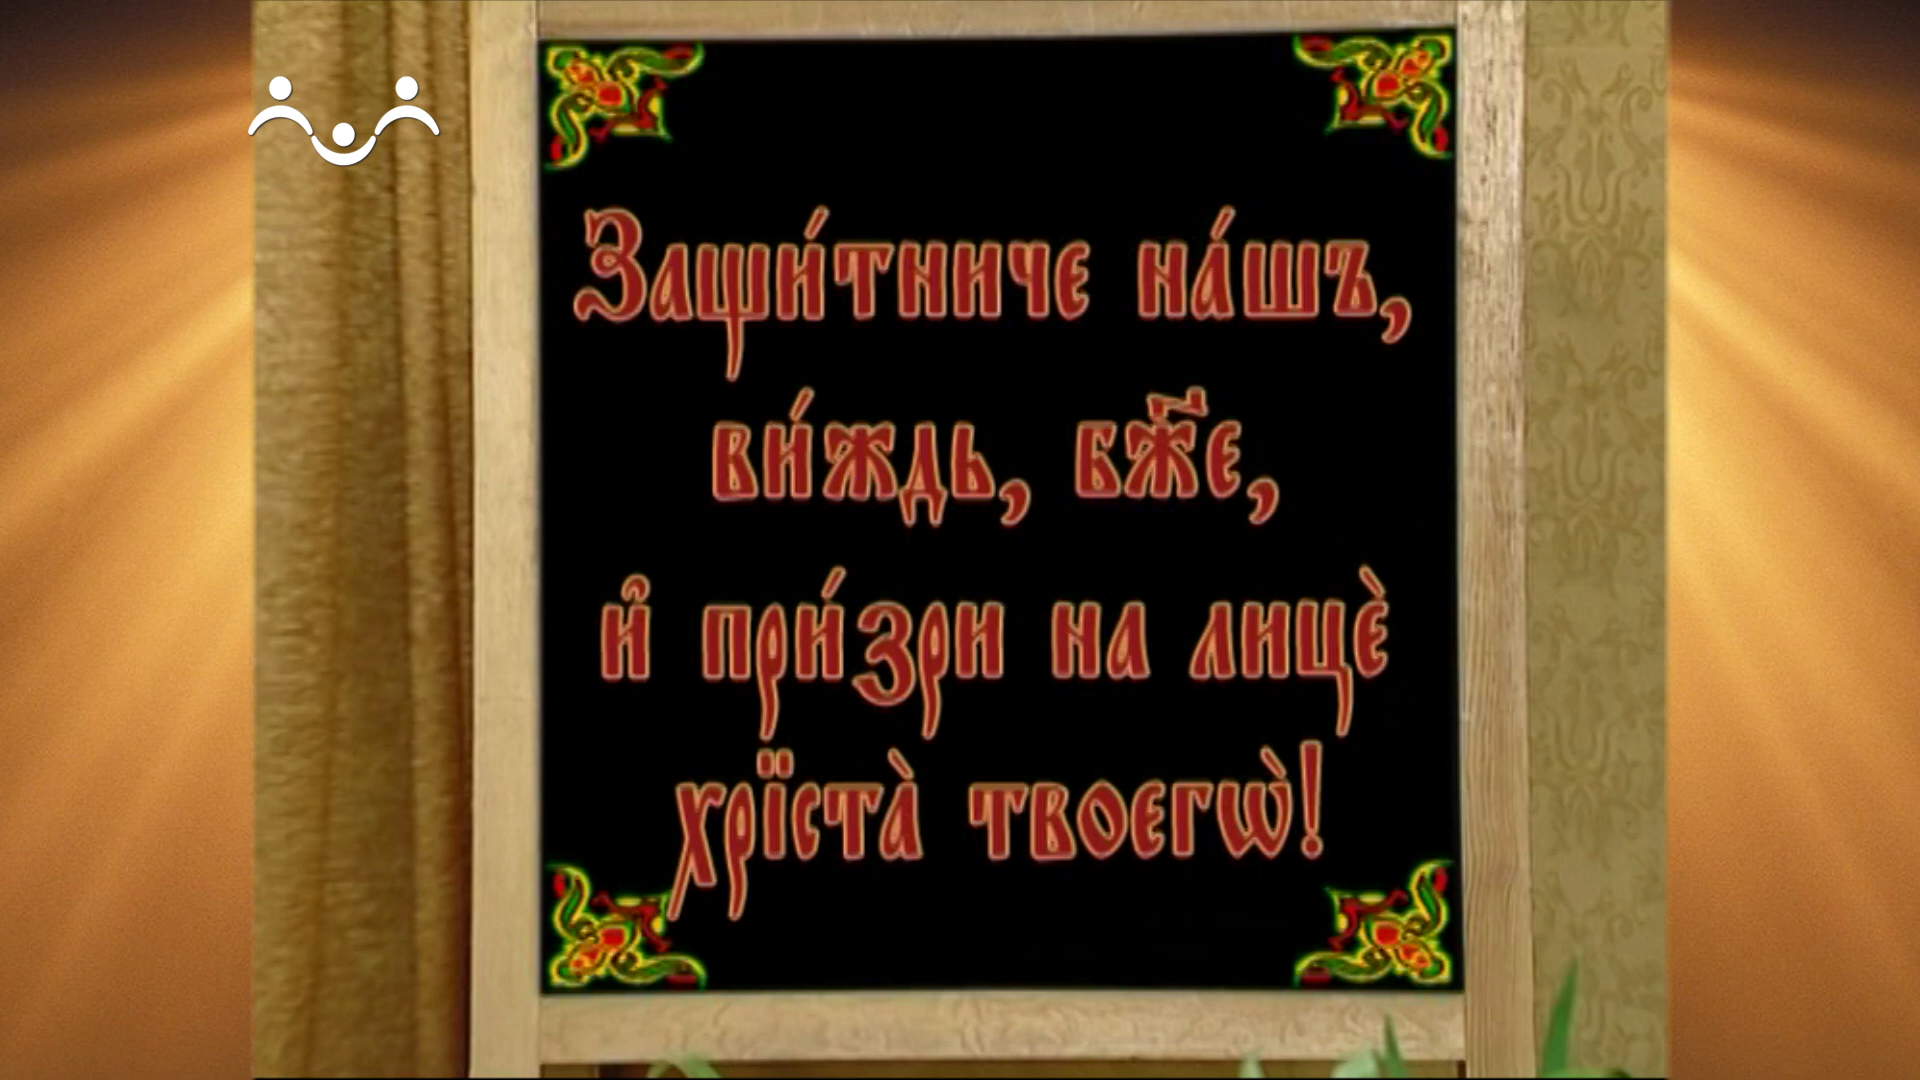 Защи́тниче на́шъ,
ви́ждь, бж҃е,
и҆ при́зри на лицѐ
хрїста̀ твоегѡ̀!